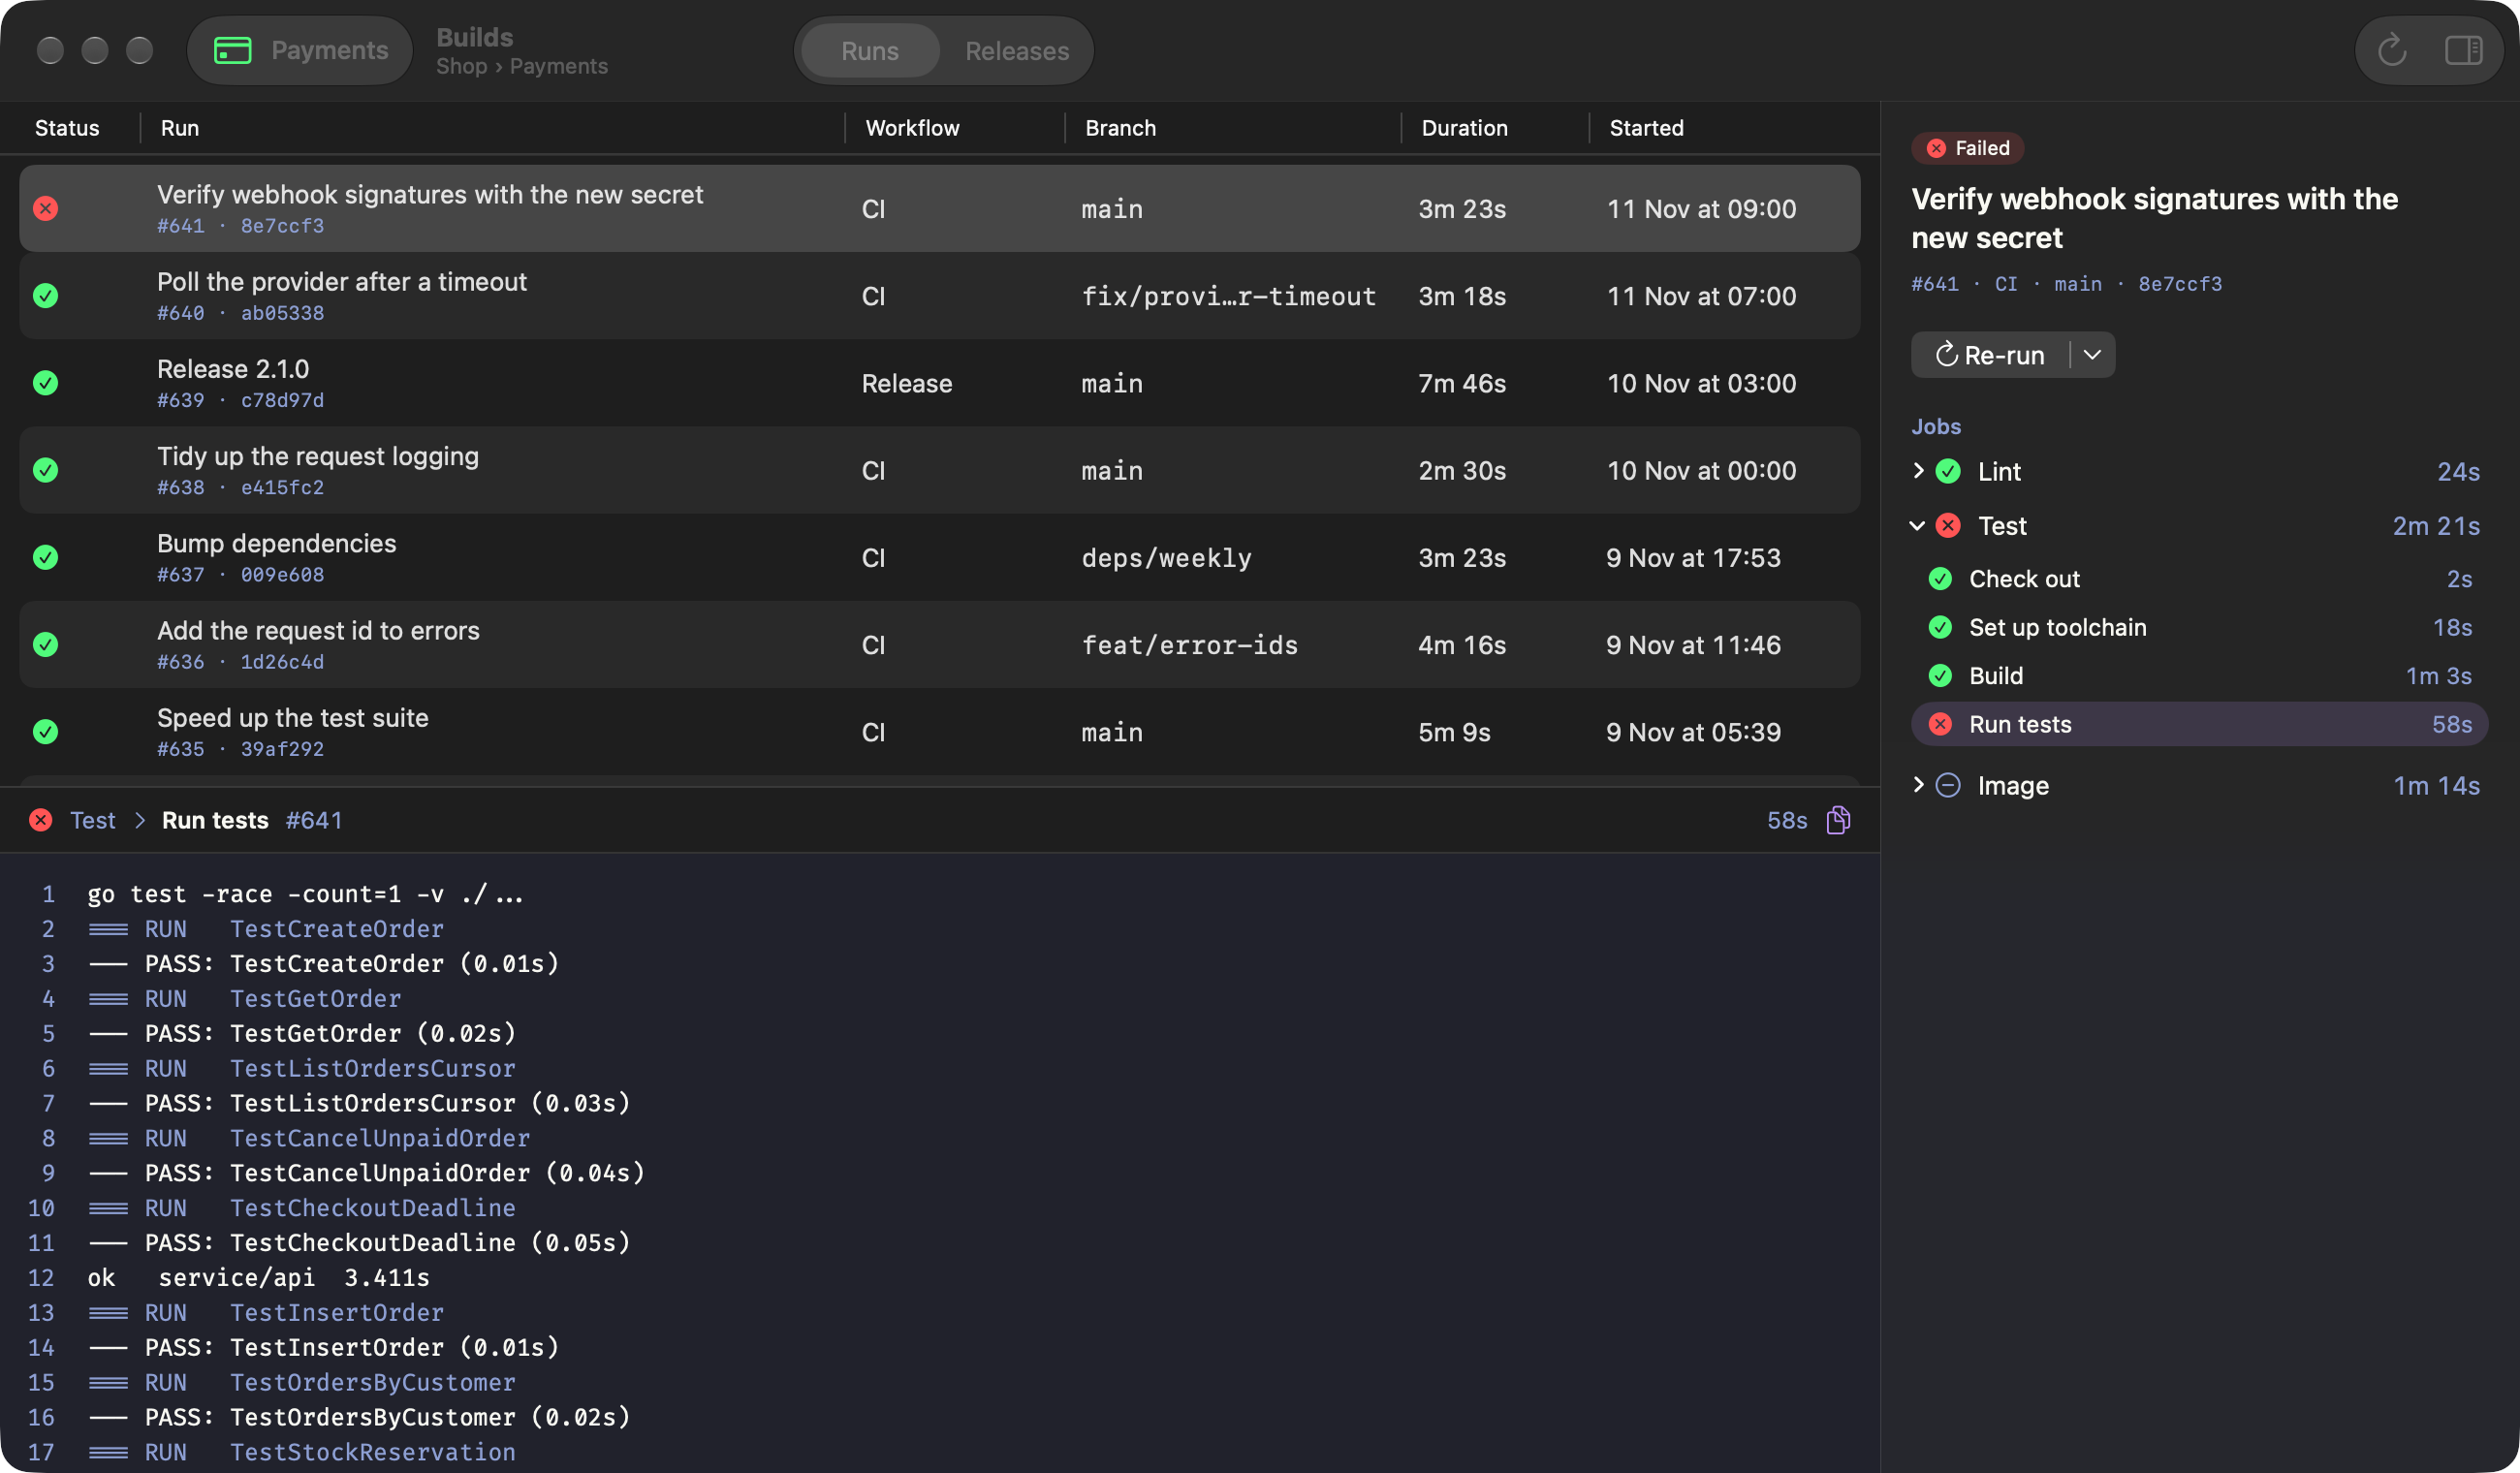 Payments
Builds
Shop › Payments
Runs
Releases
Status
Run
Workflow
Branch
Duration
Started
Verify webhook signatures with the new secret
#641 · 8e7ccf3
CI
main
3m 23s
11 Nov at 09:00
Poll the provider after a timeout
#640 · ab05338
CI
fix/provi…r-timeout
3m 18s
11 Nov at 07:00
Release 2.1.0
#639 · c78d97d
Release
main
7m 46s
10 Nov at 03:00
Tidy up the request logging
#638 · e415fc2
CI
main
2m 30s
10 Nov at 00:00
Bump dependencies
#637 · 009e608
CI
deps/weekly
3m 23s
9 Nov at 17:53
Add the request id to errors
#636 · 1d26c4d
CI
feat/error-ids
4m 16s
9 Nov at 11:46
Speed up the test suite
#635 · 39af292
CI
main
5m 9s
9 Nov at 05:39
Test > Run tests #641
58s
1 go test -race -count=1 -v ./...
2 === RUN   TestCreateOrder
3 --- PASS: TestCreateOrder (0.01s)
4 === RUN   TestGetOrder
5 --- PASS: TestGetOrder (0.02s)
6 === RUN   TestListOrdersCursor
7 --- PASS: TestListOrdersCursor (0.03s)
8 === RUN   TestCancelUnpaidOrder
9 --- PASS: TestCancelUnpaidOrder (0.04s)
10 === RUN   TestCheckoutDeadline
11 --- PASS: TestCheckoutDeadline (0.05s)
12 ok   service/api  3.411s
13 === RUN   TestInsertOrder
14 --- PASS: TestInsertOrder (0.01s)
15 === RUN   TestOrdersByCustomer
16 --- PASS: TestOrdersByCustomer (0.02s)
17 === RUN   TestStockReservation
Failed
Verify webhook signatures with the
new secret
#641 · CI · main · 8e7ccf3
Re-run
Jobs
Lint 24s
Test 2m 21s
Check out 2s
Set up toolchain 18s
Build 1m 3s
Run tests 58s
Image 1m 14s